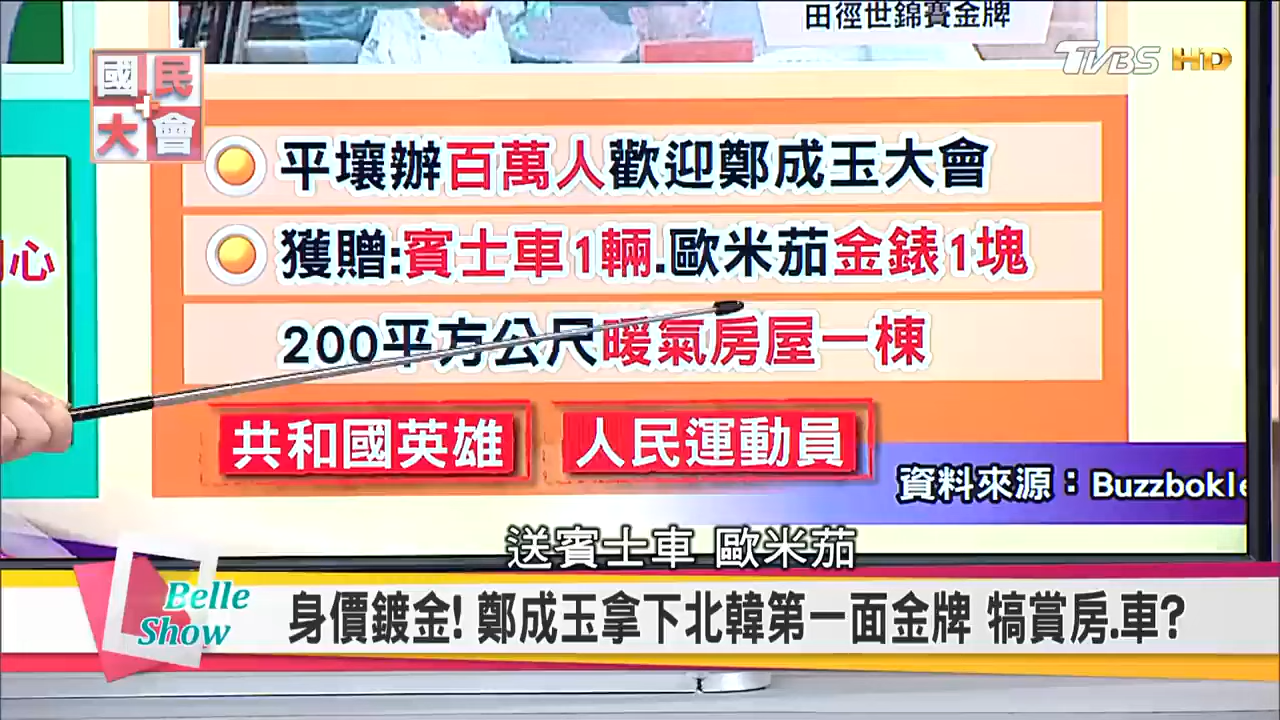 田徑世錦賽金牌
TVBS HD
國民
大會
平壤辦百萬人歡迎鄭成玉大會
獲贈:賓士車1輛.歐米茄金錶1塊
心
200平方公尺暖氣房屋一棟
共和國英雄
人民運動員
資料來源：Buzzbokle
送賓士車 歐米茄
Belle
Show
身價鍍金! 鄭成玉拿下北韓第一面金牌 犒賞房.車?